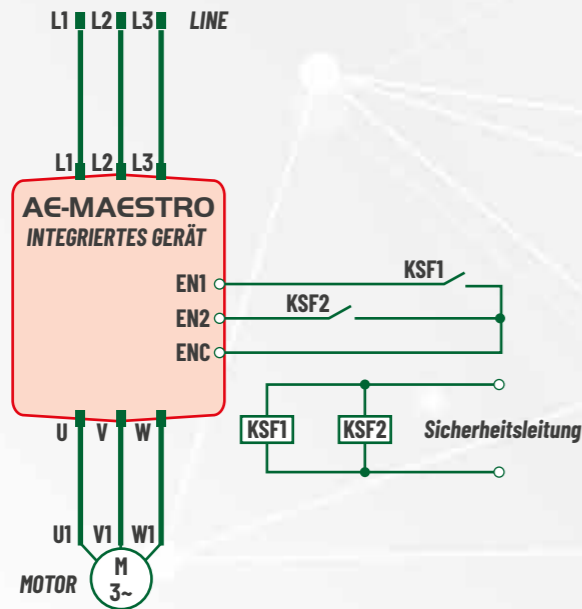 L1 L2 L3 LINE
L1 L2 L3
AE-MAESTRO
INTEGRIERTES GERÄT
KSF1
EN1
KSF2
EN2
ENC
KSF1 KSF2 Sicherheitsleitung
U V W
U1 V1 W1
M
MOTOR
3~